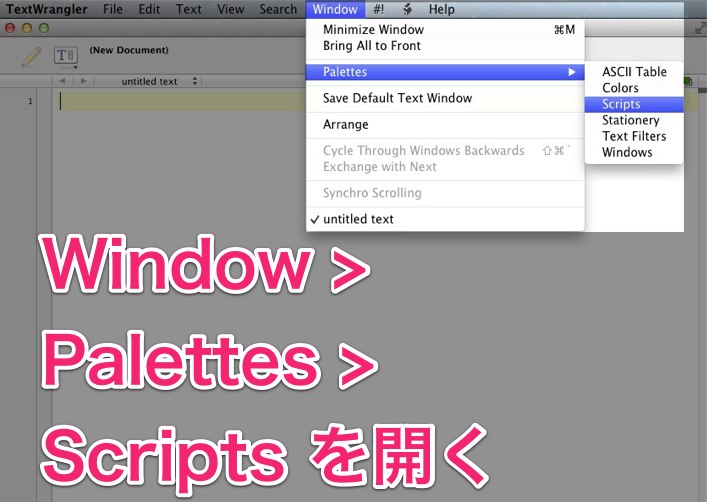 TextWrangler File Edit Text View Search Window #! Help
(New Document)
untitled text
1
Minimize Window ⌘M
Bring All to Front
Palettes ▶
Save Default Text Window
Arrange
Cycle Through Windows Backwards ⇧⌘`
Exchange with Next
Synchro Scrolling
✓ untitled text
ASCII Table
Colors
Scripts
Stationery
Text Filters
Windows
Window >
Palettes >
Scripts を開く